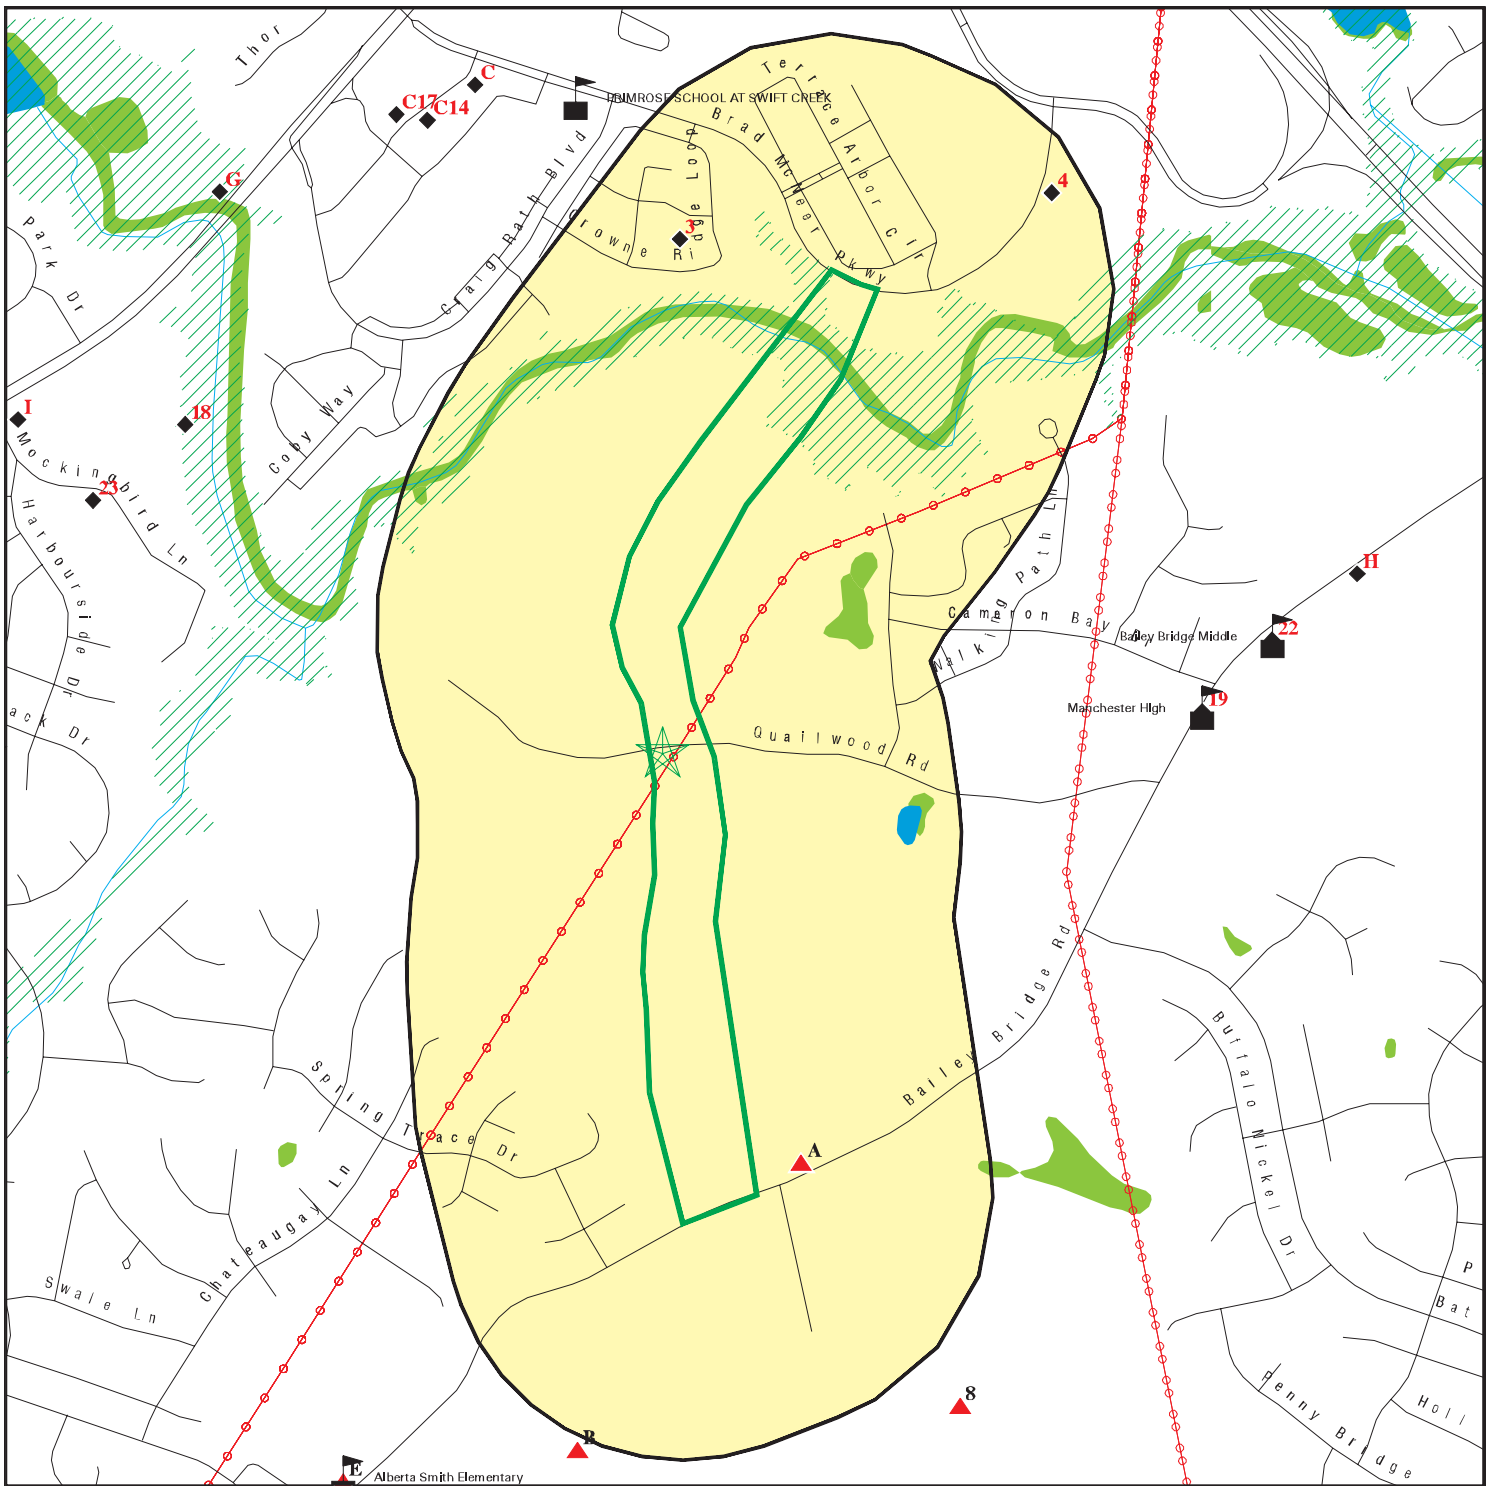 Thor
C
C17
C14
PRIMROSE SCHOOL AT SWIFT CREEK
Terrace Arbor Cir
Brad McNeer Pkwy
Craig Rath Blvd
Crowne Ridge Loop
G
3
4
Park Dr
Coby Way
I
18
Mockingbird Ln
23
Harbourside Dr
ack Dr
Walking Path Ln
Cameron Bay Dr
H
Bailey Bridge Middle
22
Manchester High
19
Quailwood Rd
Bailey Bridge Rd
Buffalo Nickel Dr
Spring Trace Dr
A
Chateaugay Ln
Swale Ln
P
Bat
Penny Bridge
Holl
8
B
E
Alberta Smith Elementary